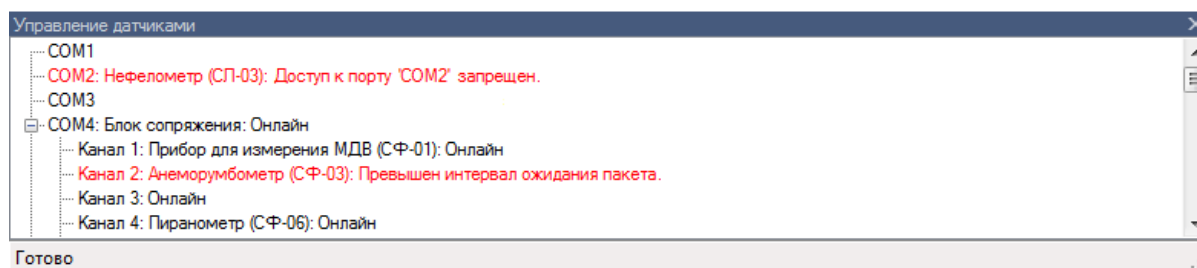 Управление датчиками
COM1
COM2: Нефелометр (СЛ-03): Доступ к порту 'COM2' запрещен.
COM3
COM4: Блок сопряжения: Онлайн
Канал 1: Прибор для измерения МДВ (СФ-01): Онлайн
Канал 2: Анеморумбометр (СФ-03): Превышен интервал ожидания пакета.
Канал 3: Онлайн
Канал 4: Пиранометр (СФ-06): Онлайн
Готово